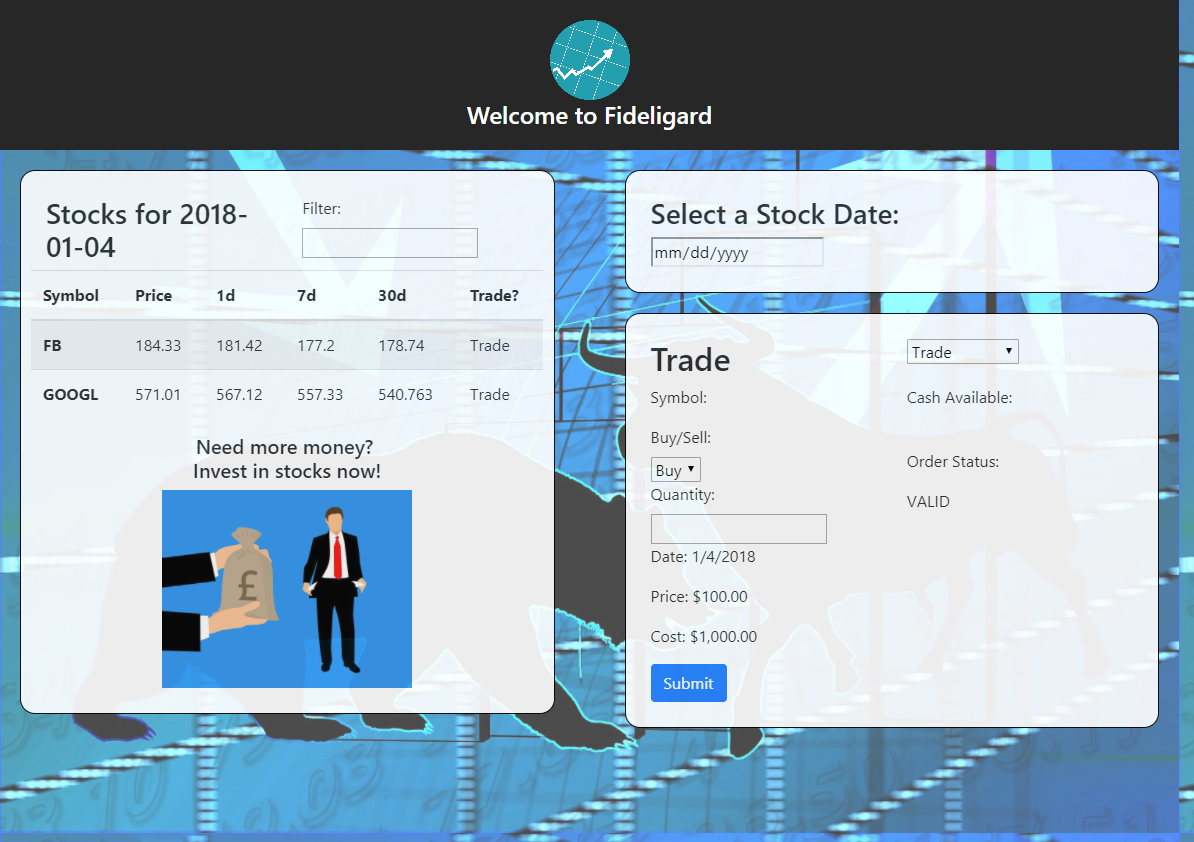 Welcome to Fideligard
Stocks for 2018-
01-04
Filter:
Symbol Price 1d 7d 30d Trade?
FB 184.33 181.42 177.2 178.74 Trade
GOOGL 571.01 567.12 557.33 540.763 Trade
Need more money?
Invest in stocks now!
£
Select a Stock Date:
mm/dd/yyyy
Trade
Trade
Symbol:
Cash Available:
Buy/Sell:
Buy
Order Status:
Quantity:
VALID
Date: 1/4/2018
Price: $100.00
Cost: $1,000.00
Submit